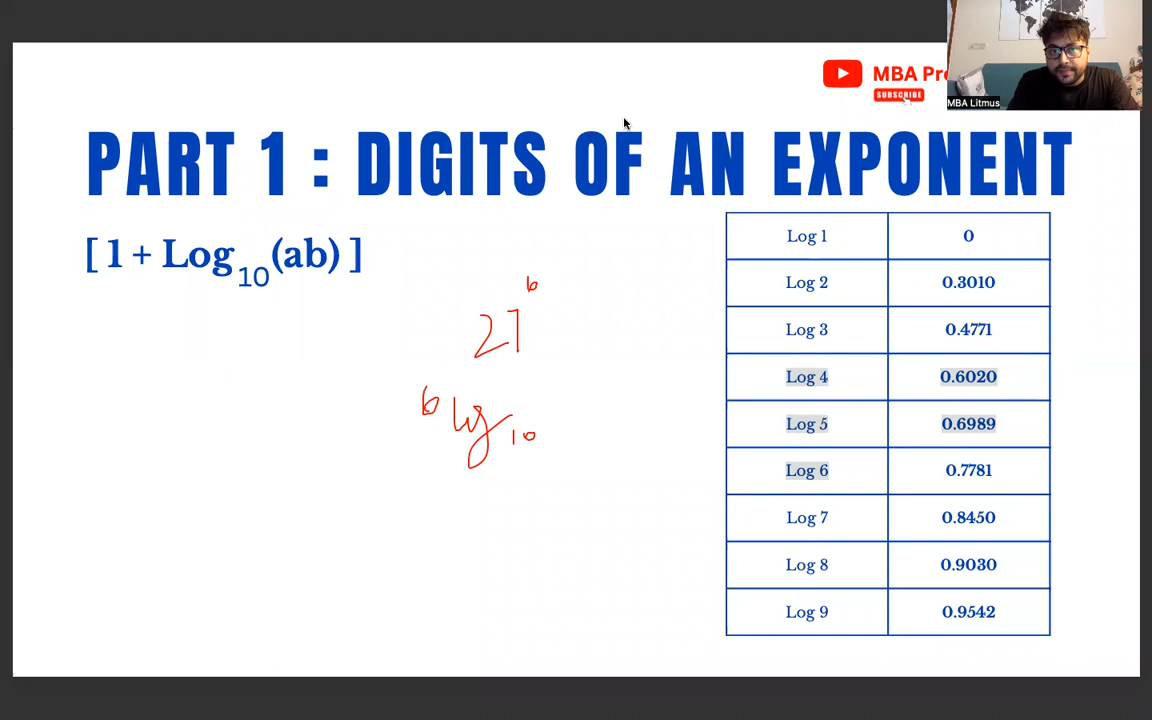 MBA Pre
SUBSCRIBE
MBA Litmus
PART 1 : DIGITS OF AN EXPONENT
[ 1 + Log10(ab) ]
27^6
6 log10
Log 1 0
Log 2 0.3010
Log 3 0.4771
Log 4 0.6020
Log 5 0.6989
Log 6 0.7781
Log 7 0.8450
Log 8 0.9030
Log 9 0.9542